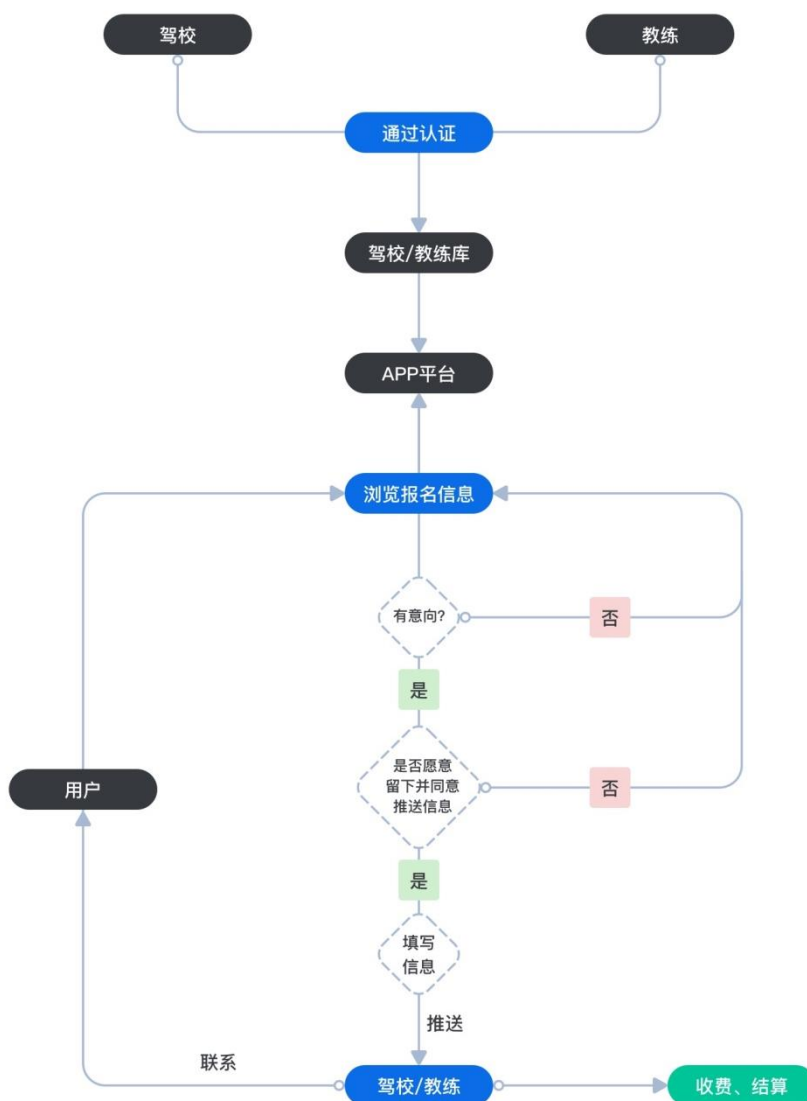 驾校
教练
通过认证
驾校/教练库
APP平台
浏览报名信息
有意向?
否
是
是否愿意
留下并同意
推送信息
否
用户
是
填写
信息
推送
联系
驾校/教练
收费、结算